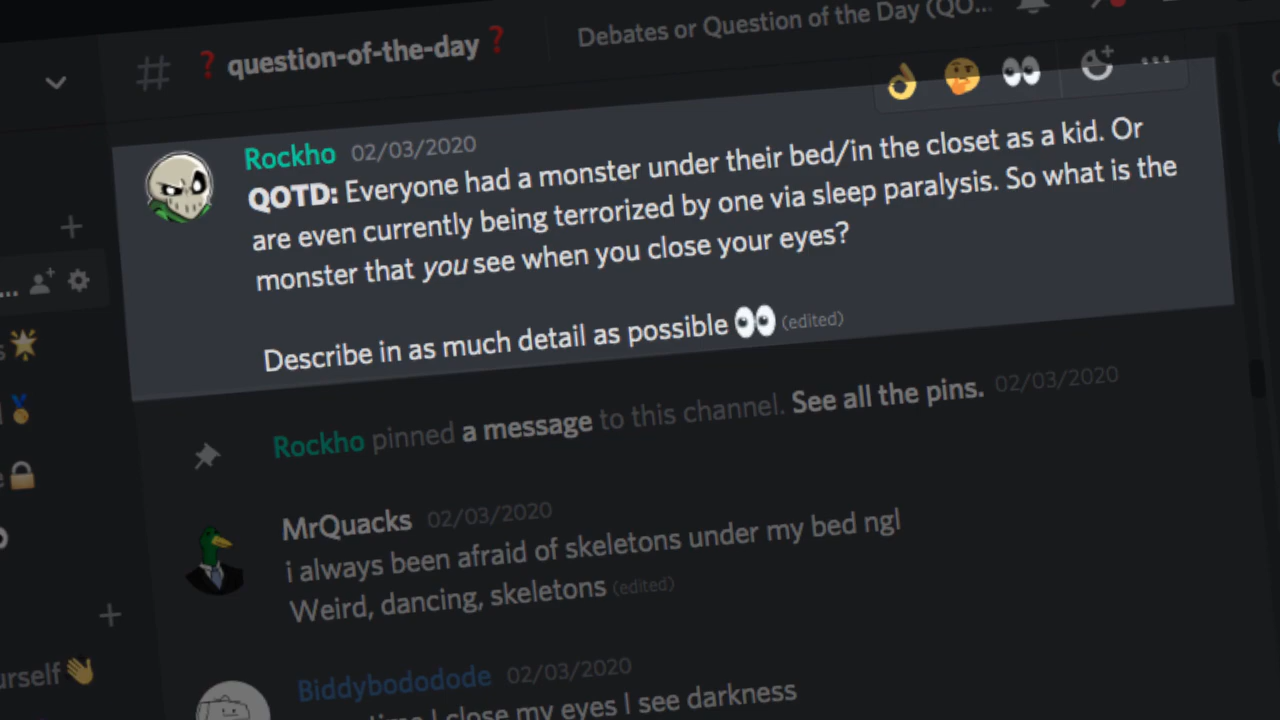 ❓question-of-the-day❓
Debates or Question of the Day (QO...
Rockho 02/03/2020
QOTD: Everyone had a monster under their bed/in the closet as a kid. Or
are even currently being terrorized by one via sleep paralysis. So what is the
monster that you see when you close your eyes?
Describe in as much detail as possible 👀 (edited)
Rockho pinned a message to this channel. See all the pins. 02/03/2020
MrQuacks 02/03/2020
i always been afraid of skeletons under my bed ngl
Weird, dancing, skeletons (edited)
Biddybododode 02/03/2020
I close my eyes I see darkness